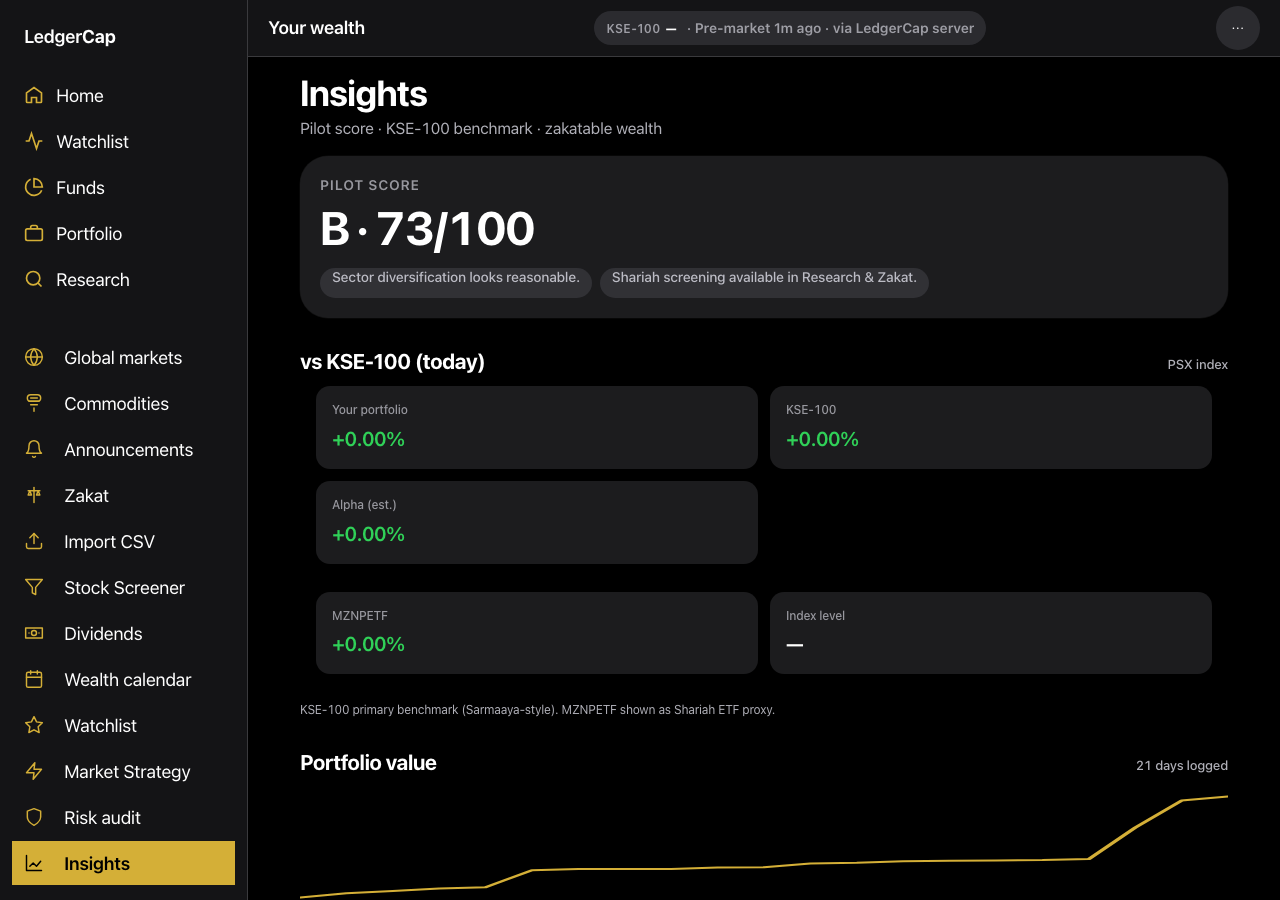 LedgerCap
Home
Watchlist
Funds
Portfolio
Research
Global markets
Commodities
Announcements
Zakat
Import CSV
Stock Screener
Dividends
Wealth calendar
Watchlist
Market Strategy
Risk audit
Insights
Your wealth
KSE-100 — · Pre-market 1m ago · via LedgerCap server
···
Insights
Pilot score · KSE-100 benchmark · zakatable wealth
PILOT SCORE
B · 73/100
Sector diversification looks reasonable.
Shariah screening available in Research & Zakat.
vs KSE-100 (today)
PSX index
Your portfolio
+0.00%
KSE-100
+0.00%
Alpha (est.)
+0.00%
MZNPETF
+0.00%
Index level
—
KSE-100 primary benchmark (Sarmaaya-style). MZNPETF shown as Shariah ETF proxy.
Portfolio value
21 days logged